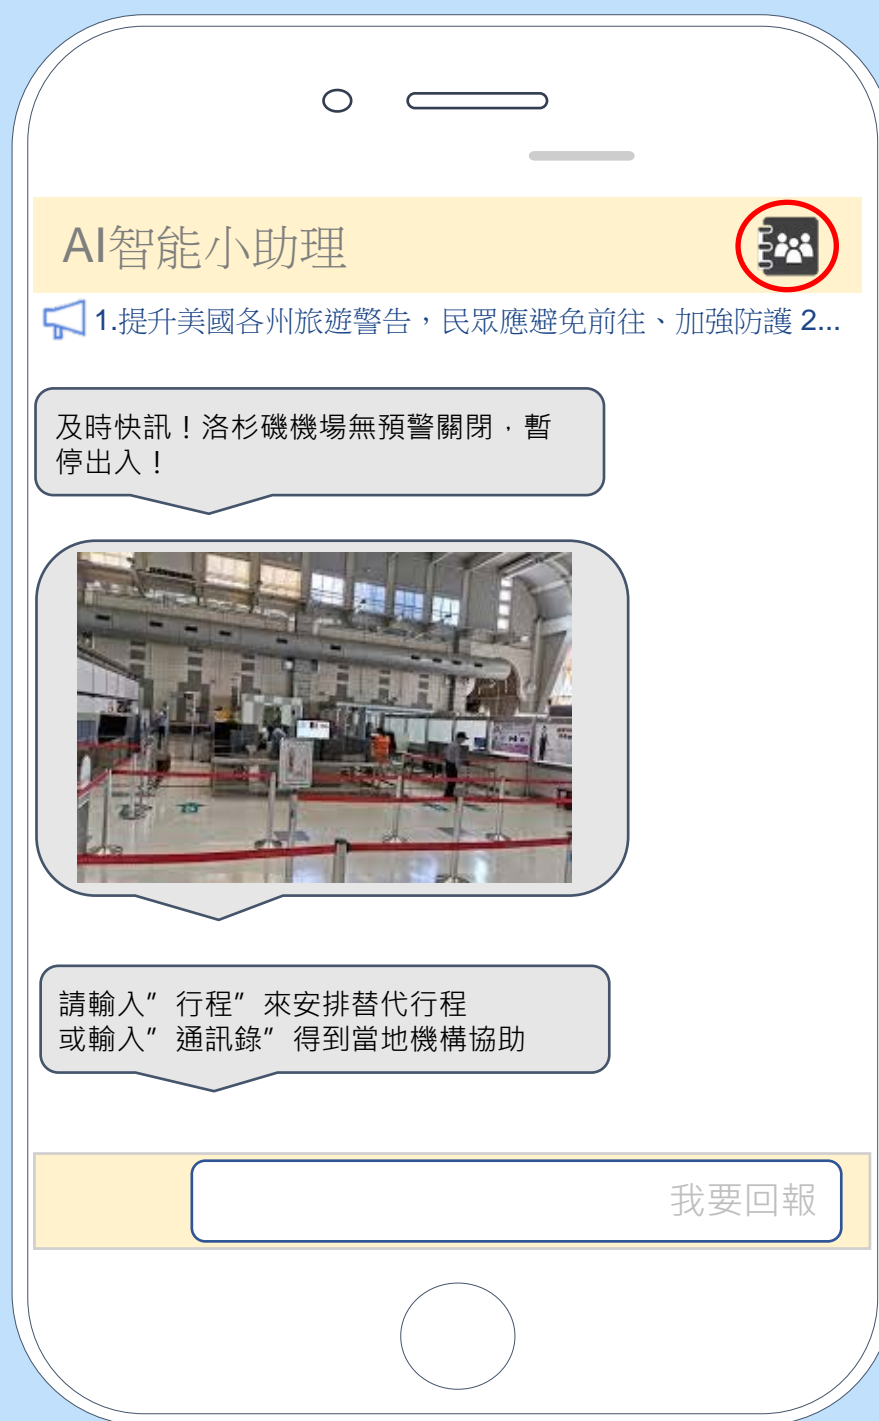 AI智能小助理
1.提升美國各州旅遊警告，民眾應避免前往、加強防護 2...
及時快訊！洛杉磯機場無預警關閉，暫
停出入！
請輸入”行程”來安排替代行程
或輸入”通訊錄”得到當地機構協助
我要回報